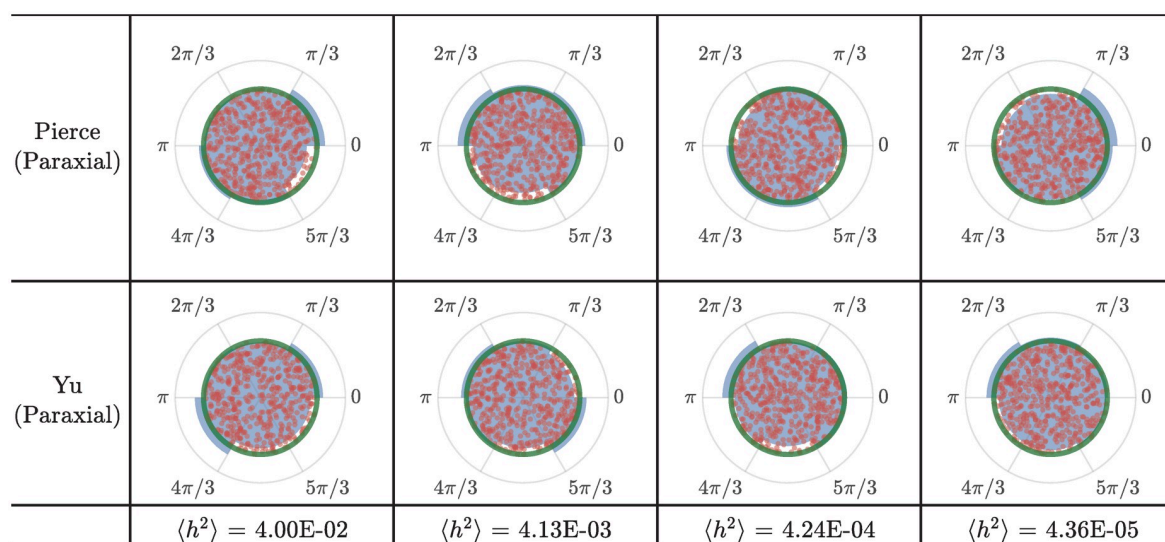 2π/3 π/3 2π/3 π/3 2π/3 π/3 2π/3 π/3
Pierce
(Paraxial)
π 0 π 0 π 0 π 0
4π/3 5π/3 4π/3 5π/3 4π/3 5π/3 4π/3 5π/3
2π/3 π/3 2π/3 π/3 2π/3 π/3 2π/3 π/3
Yu
(Paraxial)
π 0 π 0 π 0 π 0
4π/3 5π/3 4π/3 5π/3 4π/3 5π/3 4π/3 5π/3
⟨h²⟩ = 4.00E-02 ⟨h²⟩ = 4.13E-03 ⟨h²⟩ = 4.24E-04 ⟨h²⟩ = 4.36E-05